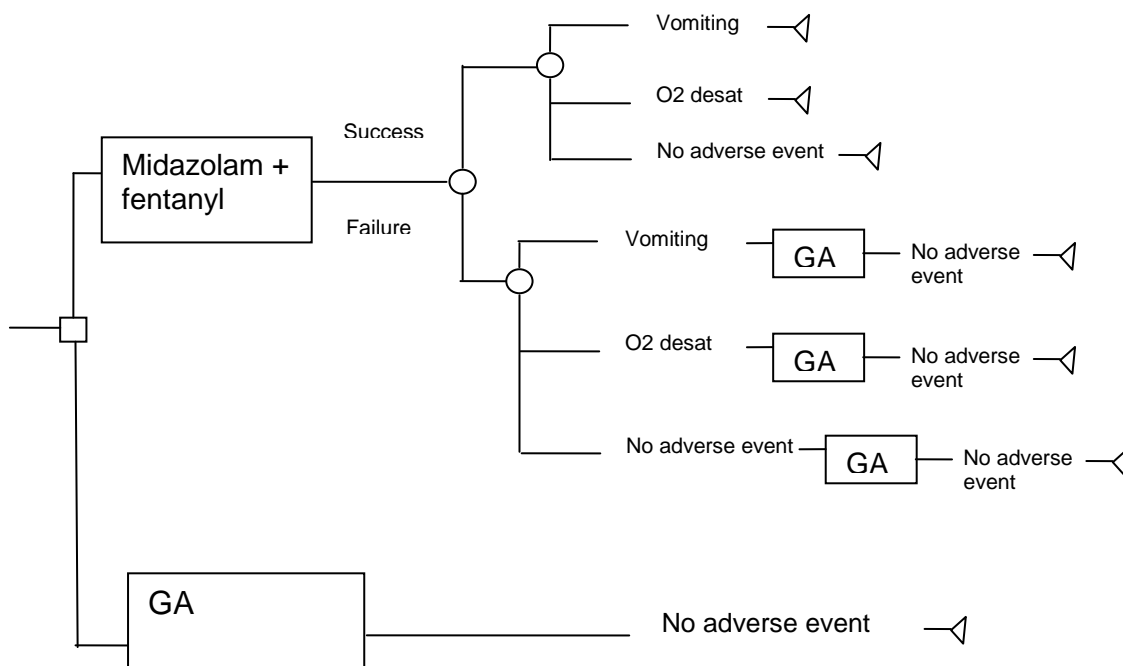 Vomiting
O2 desat
Success
No adverse event
Midazolam +
fentanyl
Failure
Vomiting
GA
No adverse
event
O2 desat
GA
No adverse
event
No adverse event
GA
No adverse
event
GA
No adverse event